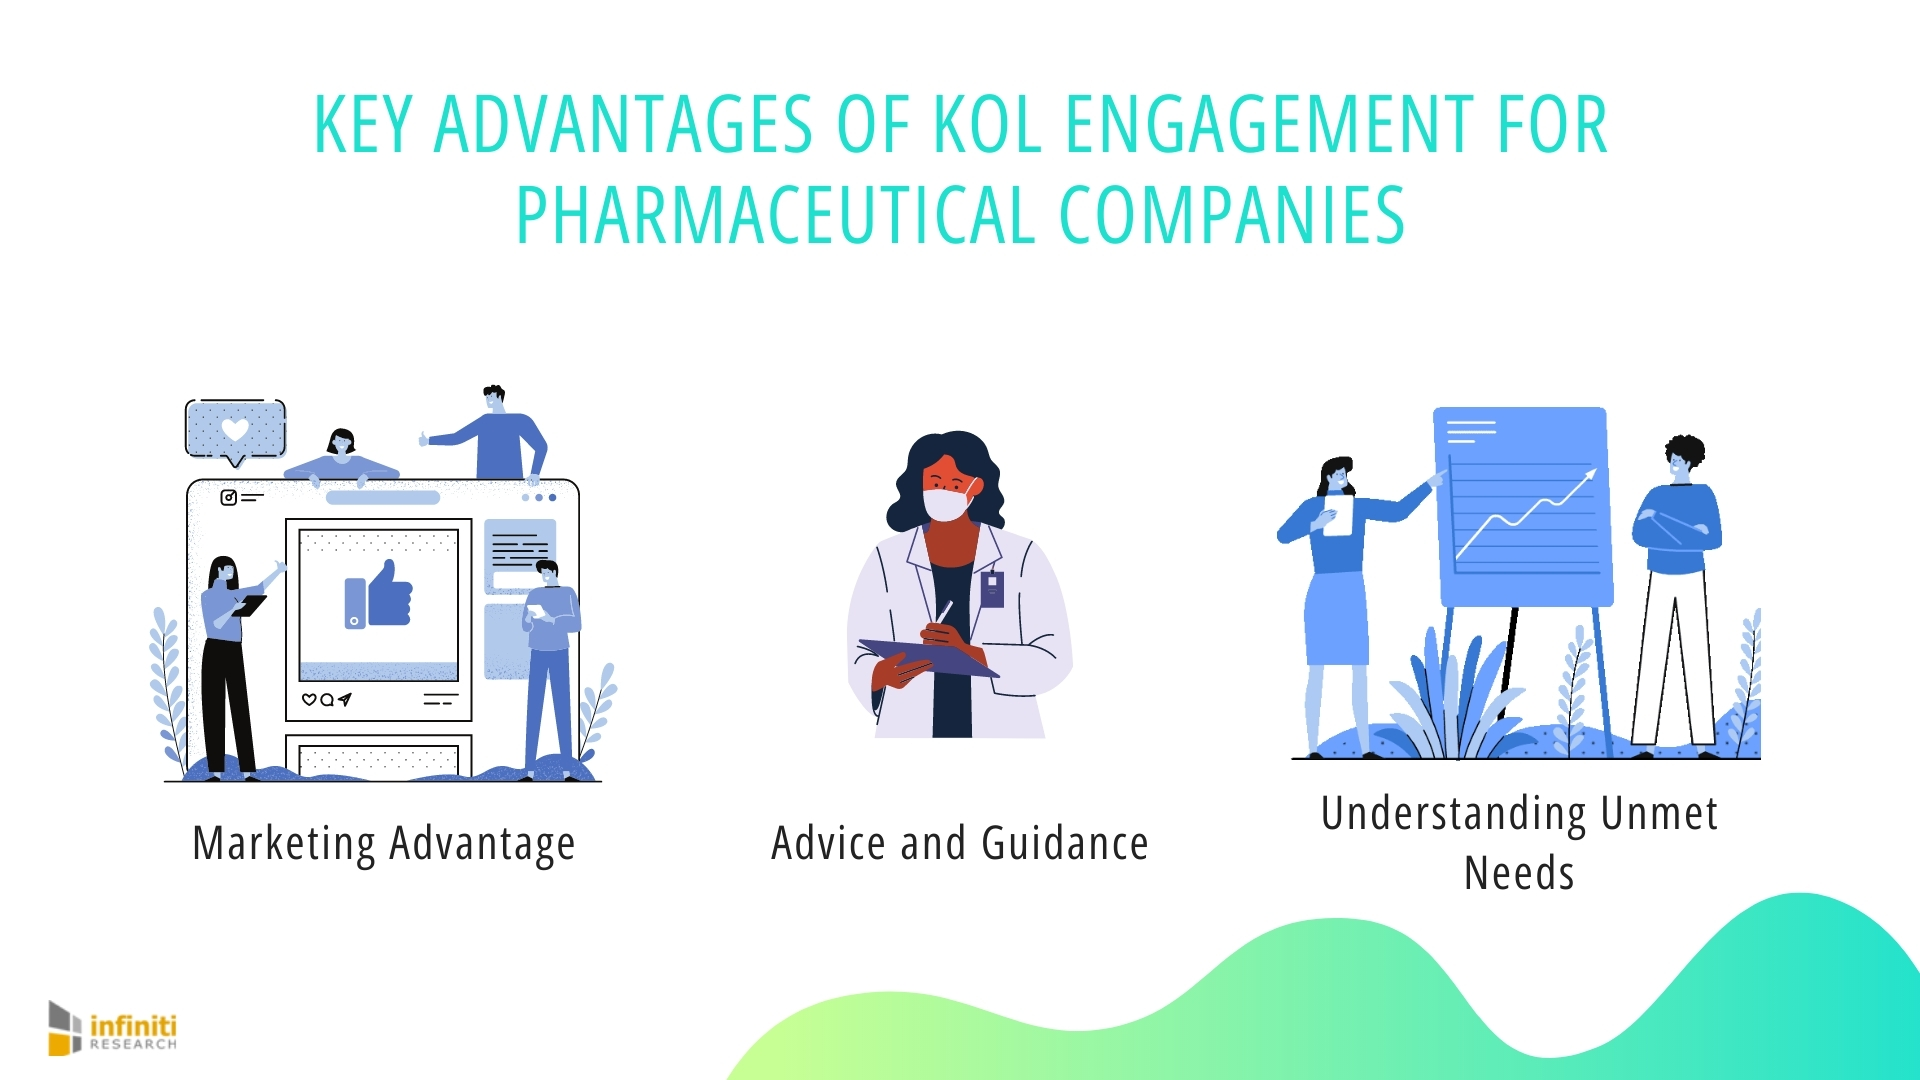 KEY ADVANTAGES OF KOL ENGAGEMENT FOR
PHARMACEUTICAL COMPANIES
Marketing Advantage
Advice and Guidance
Understanding Unmet
Needs
infiniti
RESEARCH